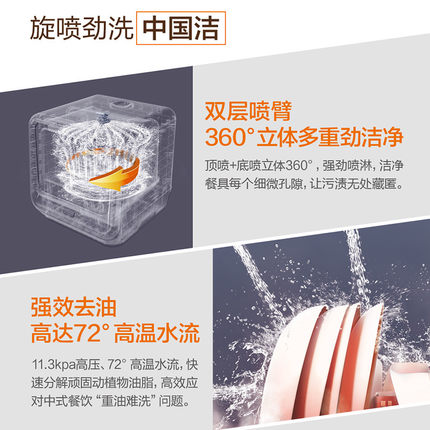 旋喷劲洗 中国洁
双层喷臂
360°立体多重劲洁净
顶喷+底喷立体360°，强劲喷淋，洁净
餐具每个细微孔隙，让污渍无处藏匿。
强效去油
高达72°高温水流
11.3kpa高压、72°高温水流，快
速分解顽固动植物油脂，高效应
对中式餐饮“重油难洗”问题。